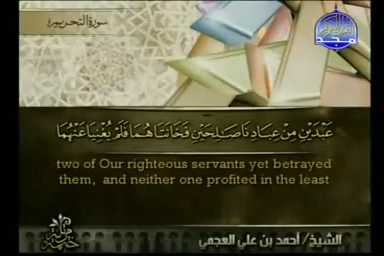 سورة التحريم
المجد
عَبْدَيْنِ مِنْ عِبَادِنَا صَـٰلِحَيْنِ فَخَانَتَاهُمَا فَلَمْ يُغْنِيَا عَنْهُمَا
two of Our righteous servants yet betrayed
them, and neither one profited in the least
الشيخ/ أحمد بن علي العجمي